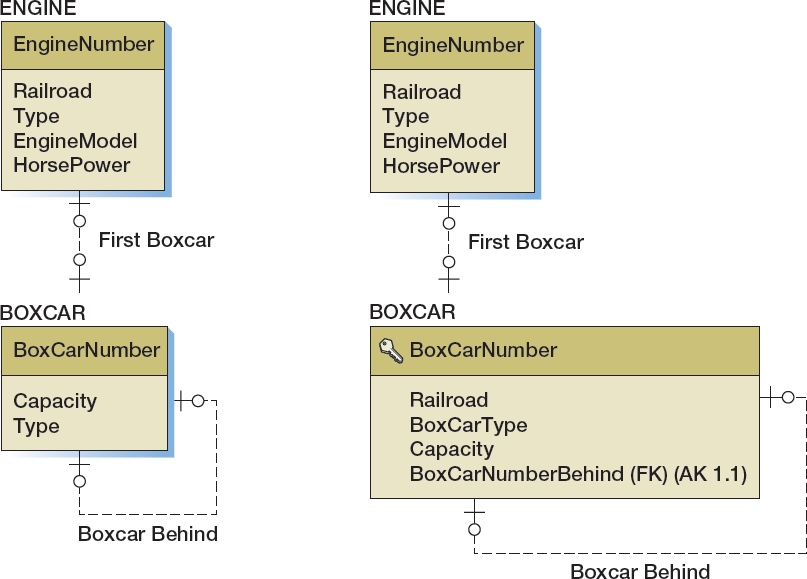 ENGINE
EngineNumber
Railroad
Type
EngineModel
HorsePower
First Boxcar
BOXCAR
BoxCarNumber
Capacity
Type
Boxcar Behind
ENGINE
EngineNumber
Railroad
Type
EngineModel
HorsePower
First Boxcar
BOXCAR
BoxCarNumber
Railroad
BoxCarType
Capacity
BoxCarNumberBehind (FK) (AK 1.1)
Boxcar Behind